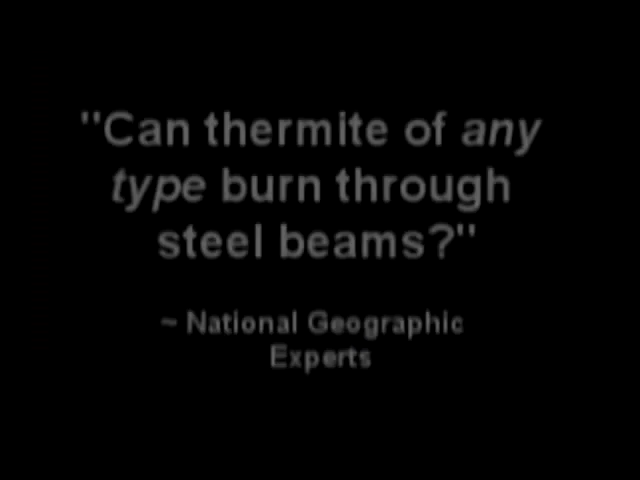 "Can thermite of any
type burn through
steel beams?"
~ National Geographic
Experts